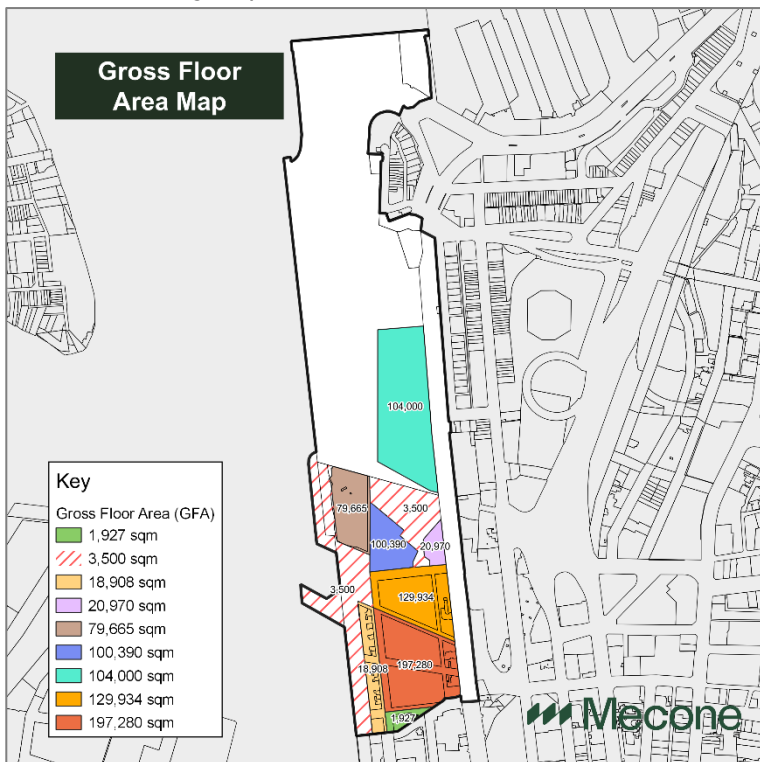 Gross Floor
Area Map
104,000
79,665
3,500
100,390
20,970
3,500
129,934
18,908
197,280
1,927
Key
Gross Floor Area (GFA)
1,927 sqm
3,500 sqm
18,908 sqm
20,970 sqm
79,665 sqm
100,390 sqm
104,000 sqm
129,934 sqm
197,280 sqm
Mecone